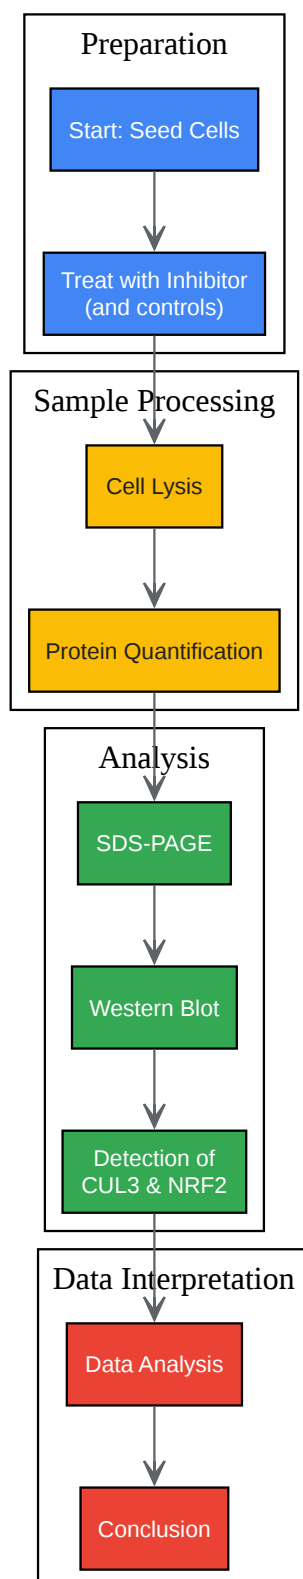 Preparation
Start: Seed Cells
Treat with Inhibitor
(and controls)
Sample Processing
Cell Lysis
Protein Quantification
Analysis
SDS-PAGE
Western Blot
Detection of
CUL3 & NRF2
Data Interpretation
Data Analysis
Conclusion